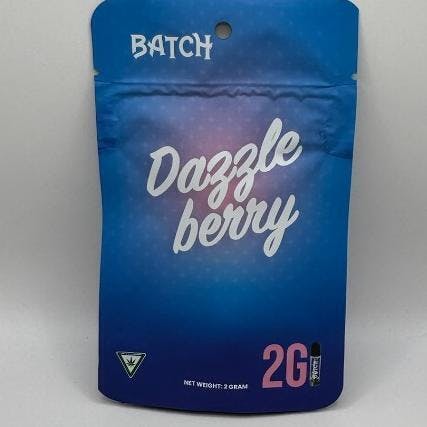 BATCH
Dazzle
berry
2G
NET WEIGHT: 2 GRAM